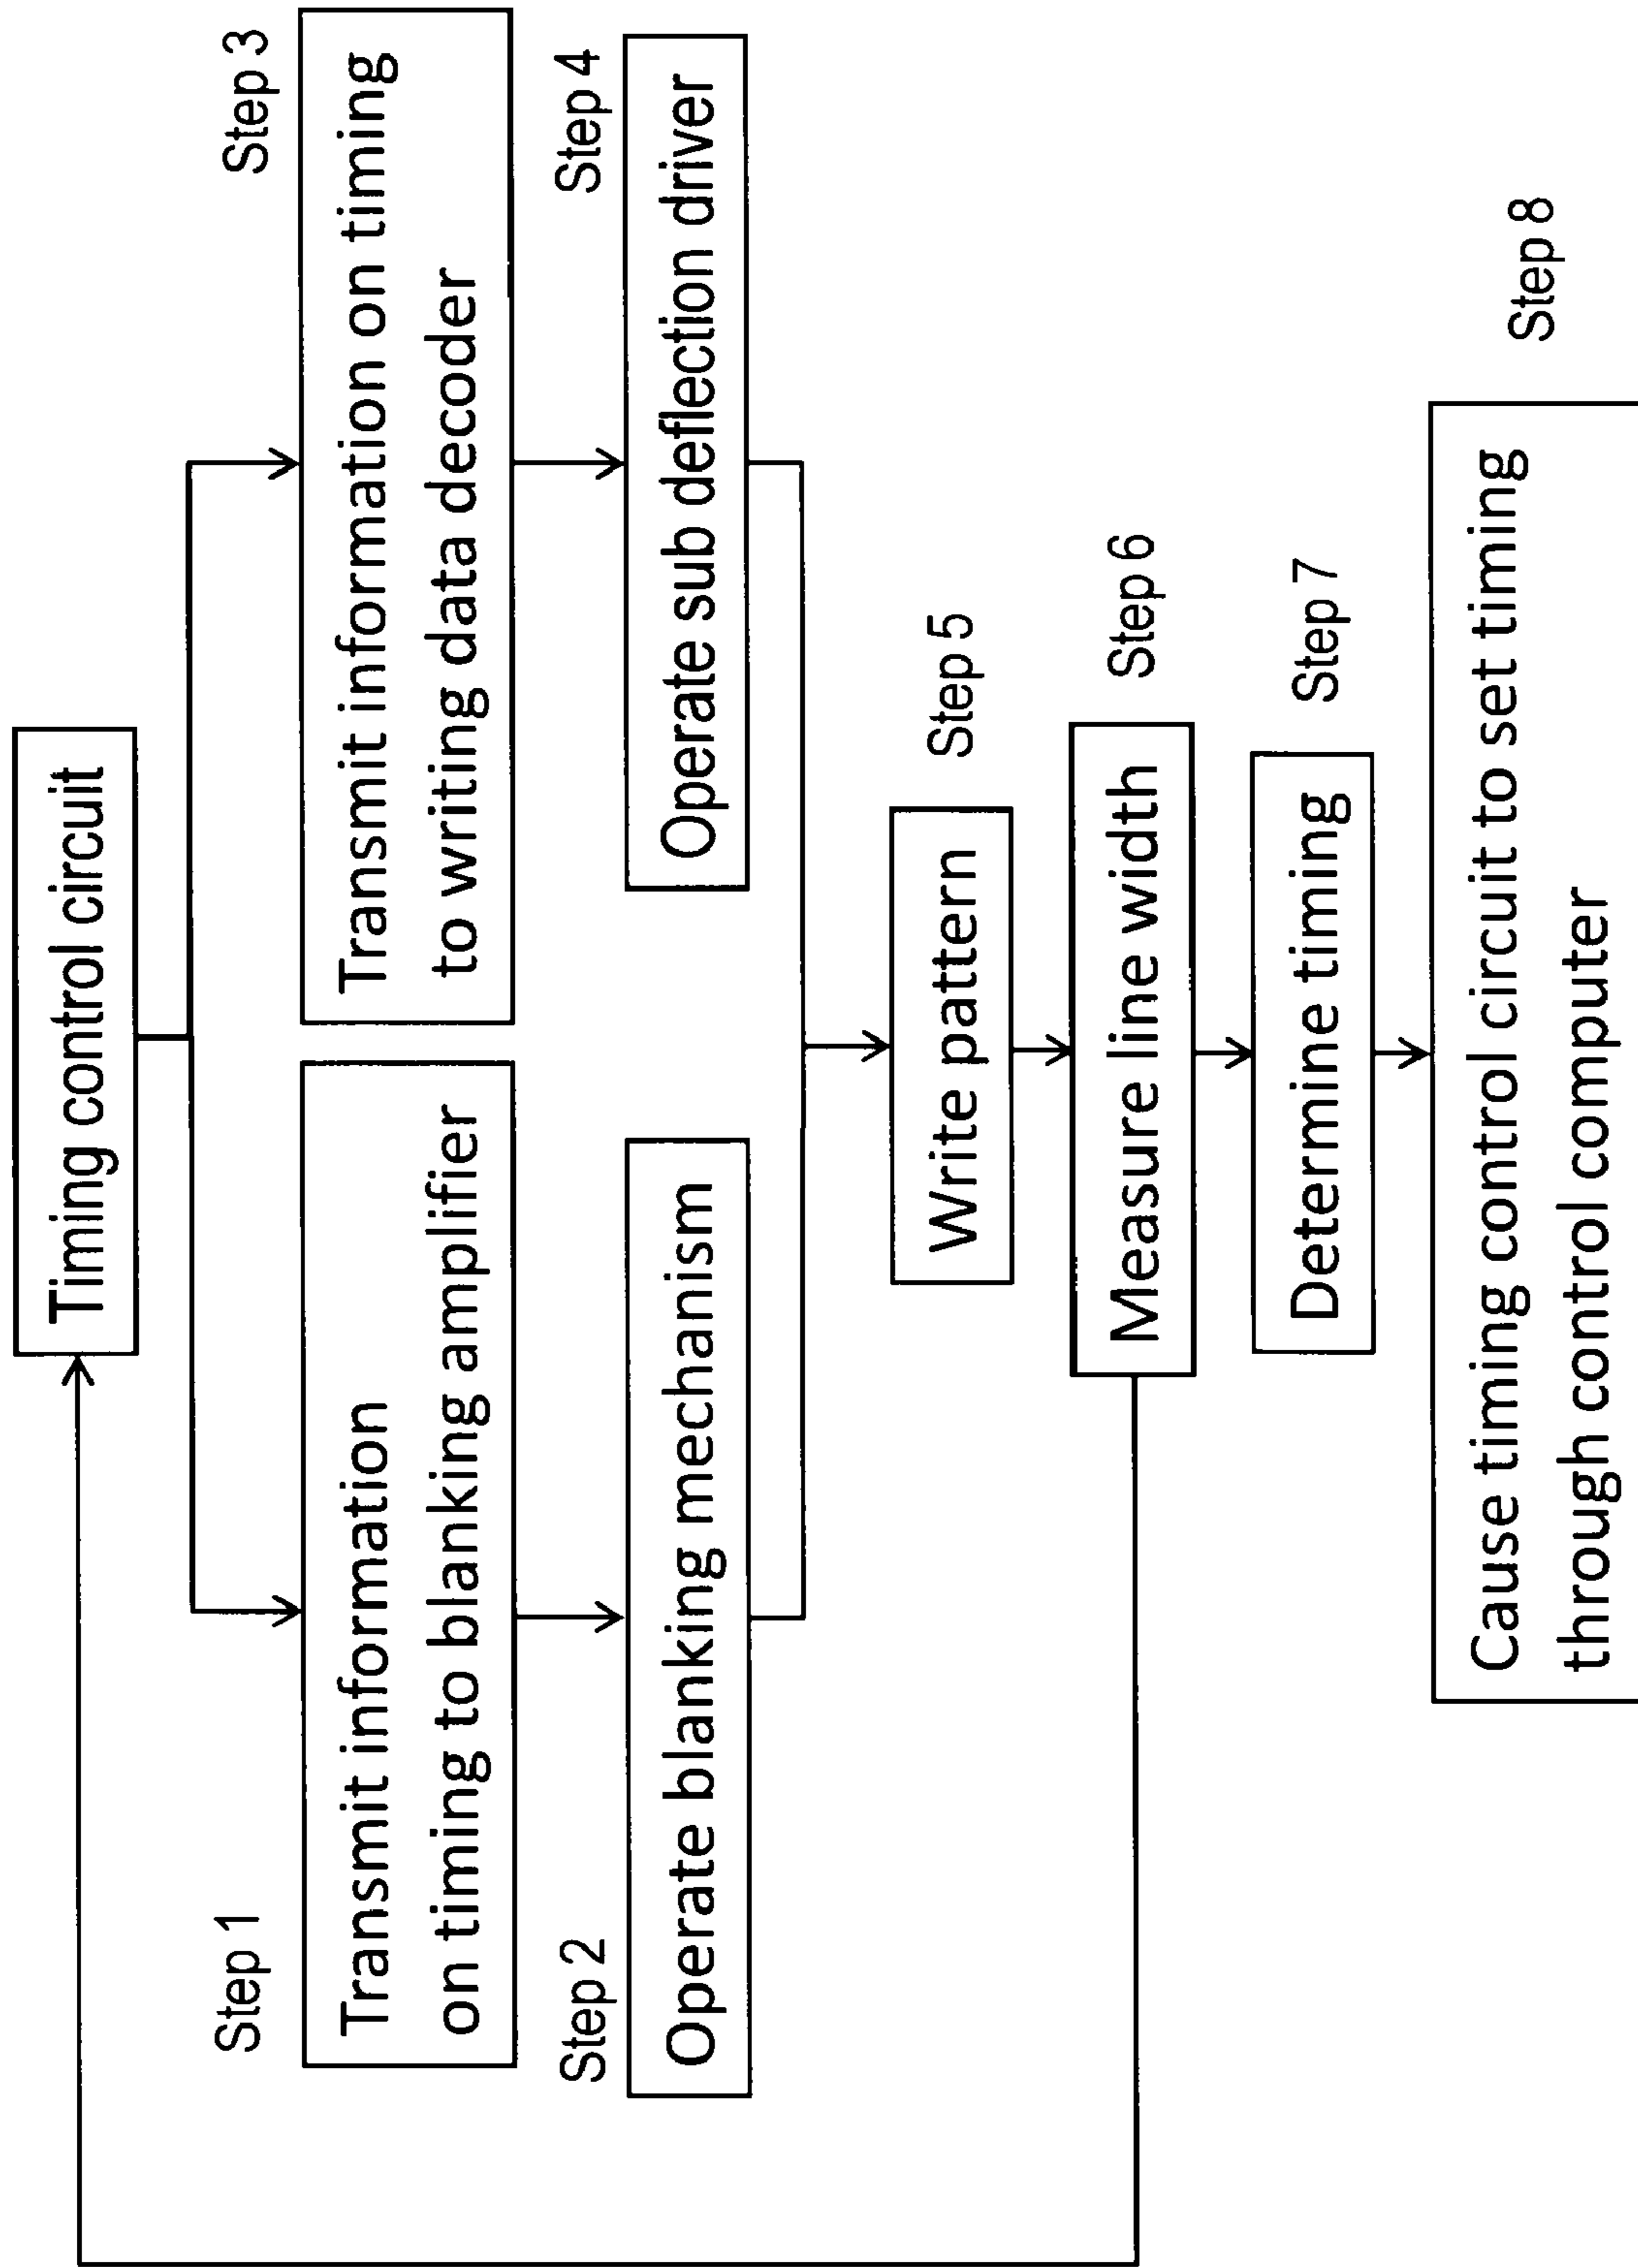 Timing control circuit
Step 1
Transmit information
on timing to blanking amplifier
Step 3
Transmit information on timing
to writing data decoder
Step 2
Operate blanking mechanism
Step 4
Operate sub deflection driver
Step 5
Write pattern
Step 6
Measure line width
Step 7
Determine timing
Step 8
Cause timing control circuit to set timing
through control computer